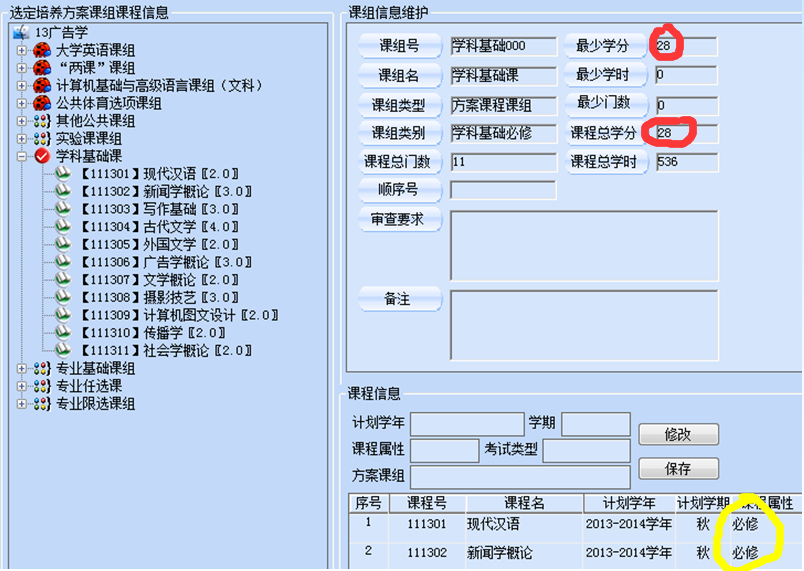 选定培养方案课组课程信息
13广告学
大学英语课组
“两课”课组
计算机基础与高级语言课组（文科）
公共体育选项课组
其他公共课组
实验课课组
学科基础课
【111301】现代汉语〖2.0〗
【111302】新闻学概论〖3.0〗
【111303】写作基础〖3.0〗
【111304】古代文学〖4.0〗
【111305】外国文学〖2.0〗
【111306】广告学概论〖3.0〗
【111307】文学概论〖2.0〗
【111308】摄影技艺〖3.0〗
【111309】计算机图文设计〖2.0〗
【111310】传播学〖2.0〗
【111311】社会学概论〖2.0〗
专业基础课组
专业任选课
专业限选课组
课组信息维护
课组号 学科基础000 最少学分 28
课组名 学科基础课 最少学时 0
课组类型 方案课程课组 最少门数 0
课组类别 学科基础必修 课程总学分 28
课程总门数 11 课程总学时 536
顺序号
审查要求
备注
课程信息
计划学年 学期
修改
课程属性 考试类型
保存
方案课组
序号 课程号 课程名 计划学年 计划学期 课程属性
1 111301 现代汉语 2013-2014学年 秋 必修
2 111302 新闻学概论 2013-2014学年 秋 必修